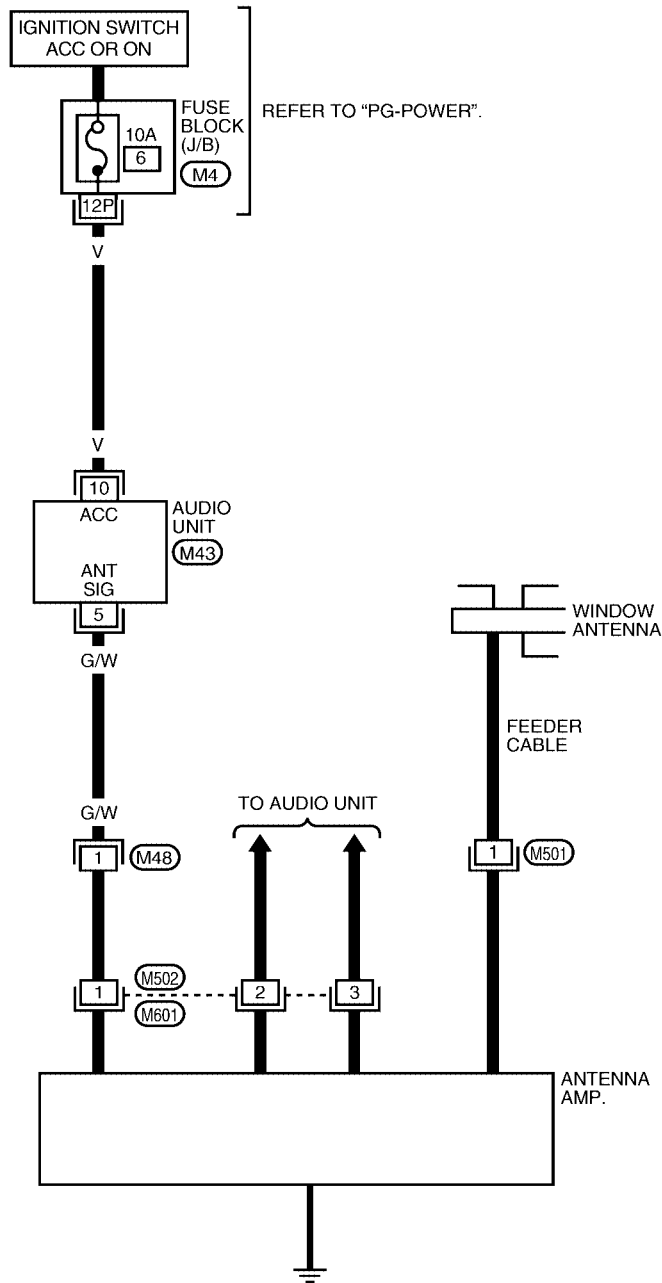 IGNITION SWITCH
ACC OR ON
FUSE
BLOCK
(J/B)
M4
REFER TO “PG-POWER”.
10A
6
12P
V
V
10
ACC
AUDIO
UNIT
M43
ANT
SIG
5
G/W
WINDOW
ANTENNA
FEEDER
CABLE
TO AUDIO UNIT
G/W
1
M48
1
M501
1
M502
M601
2
3
ANTENNA
AMP.